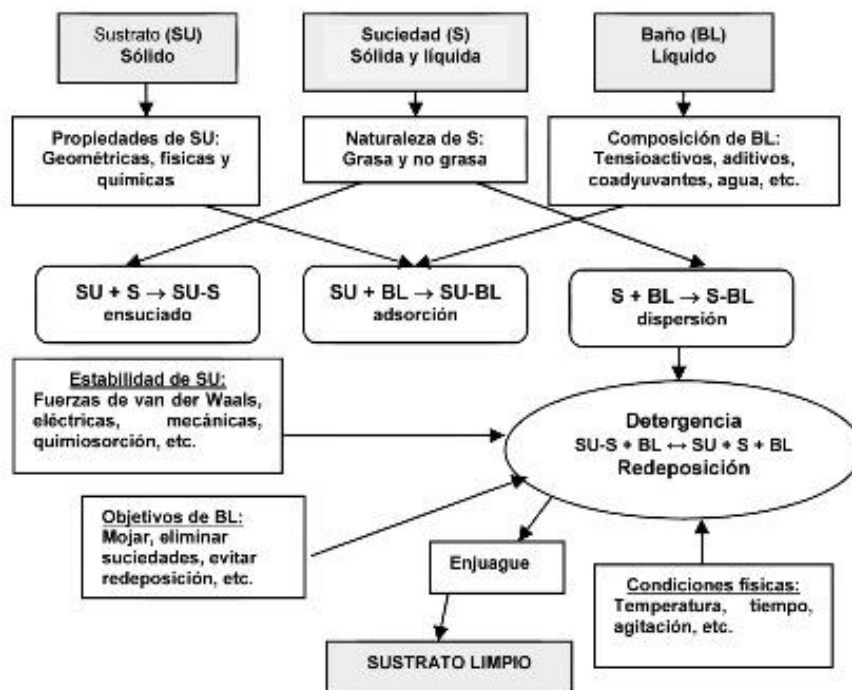 Sustrato (SU)
Sólido
Suciedad (S)
Sólida y líquida
Baño (BL)
Líquido
Propiedades de SU:
Geométricas, físicas y
químicas
Naturaleza de S:
Grasa y no grasa
Composición de BL:
Tensioactivos, aditivos,
coadyuvantes, agua, etc.
SU + S → SU-S
ensuciado
SU + BL → SU-BL
adsorción
S + BL → S-BL
dispersión
Estabilidad de SU:
Fuerzas de van der Waals,
eléctricas, mecánicas,
quimiosorción, etc.
Detergencia
SU-S + BL ↔ SU + S + BL
Redeposición
Objetivos de BL:
Mojar, eliminar
suciedades, evitar
redeposición, etc.
Enjuague
Condiciones físicas:
Temperatura, tiempo,
agitación, etc.
SUSTRATO LIMPIO